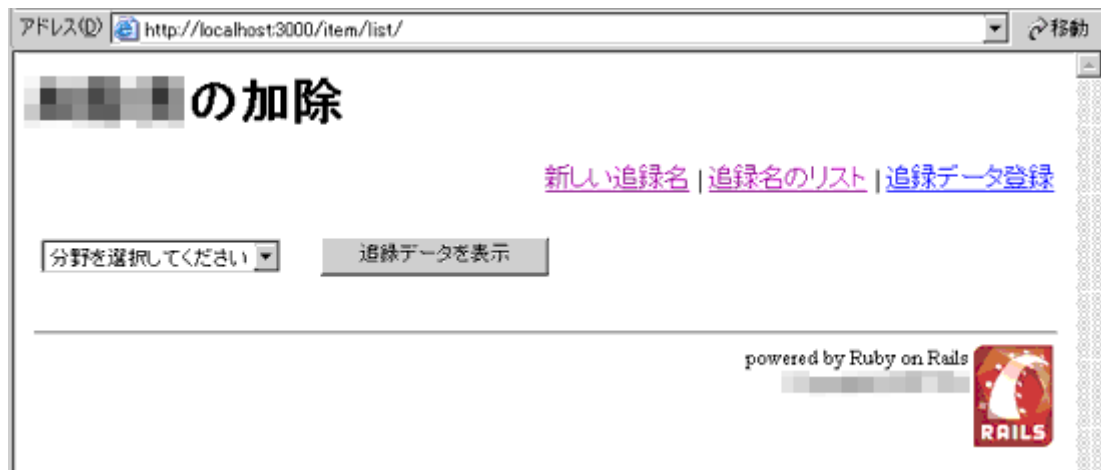 アドレス(D) http://localhost:3000/item/list/ 移動
の加除
新しい追録名 | 追録名のリスト | 追録データ登録
分野を選択してください 追録データを表示
powered by Ruby on Rails
RAILS